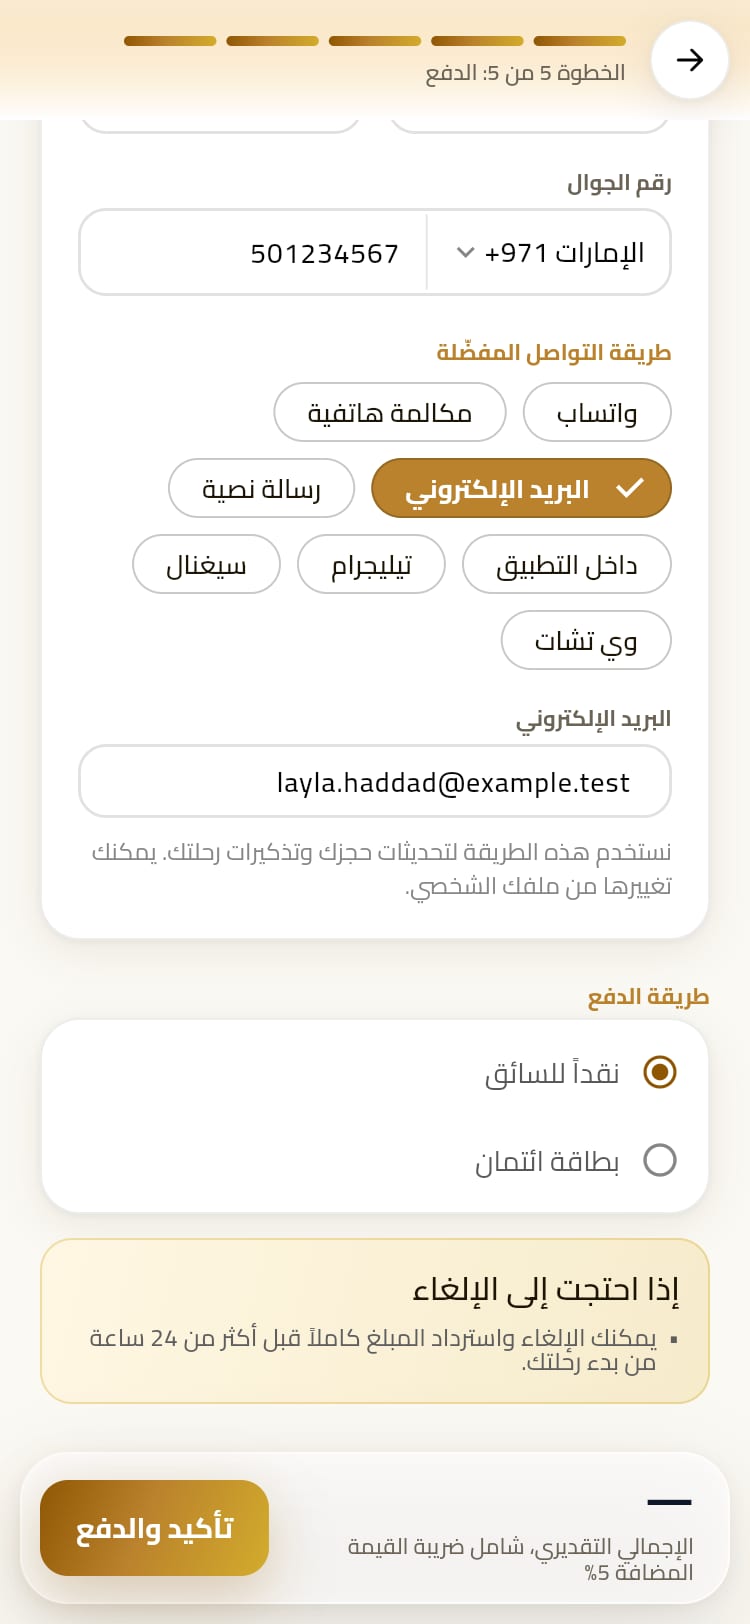 الخطوة 5 من 5: الدفع
رقم الجوال
الإمارات 971+
501234567
طريقة التواصل المفضّلة
واتساب
مكالمة هاتفية
البريد الإلكتروني
رسالة نصية
داخل التطبيق
تيليجرام
سيغنال
وي تشات
البريد الإلكتروني
layla.haddad@example.test
نستخدم هذه الطريقة لتحديثات حجزك وتذكيرات رحلتك. يمكنك
تغييرها من ملفك الشخصي.
طريقة الدفع
نقداً للسائق
بطاقة ائتمان
إذا احتجت إلى الإلغاء
▪ يمكنك الإلغاء واسترداد المبلغ كاملاً قبل أكثر من 24 ساعة
من بدء رحلتك.
—
الإجمالي التقديري، شامل ضريبة القيمة
المضافة 5%
تأكيد والدفع